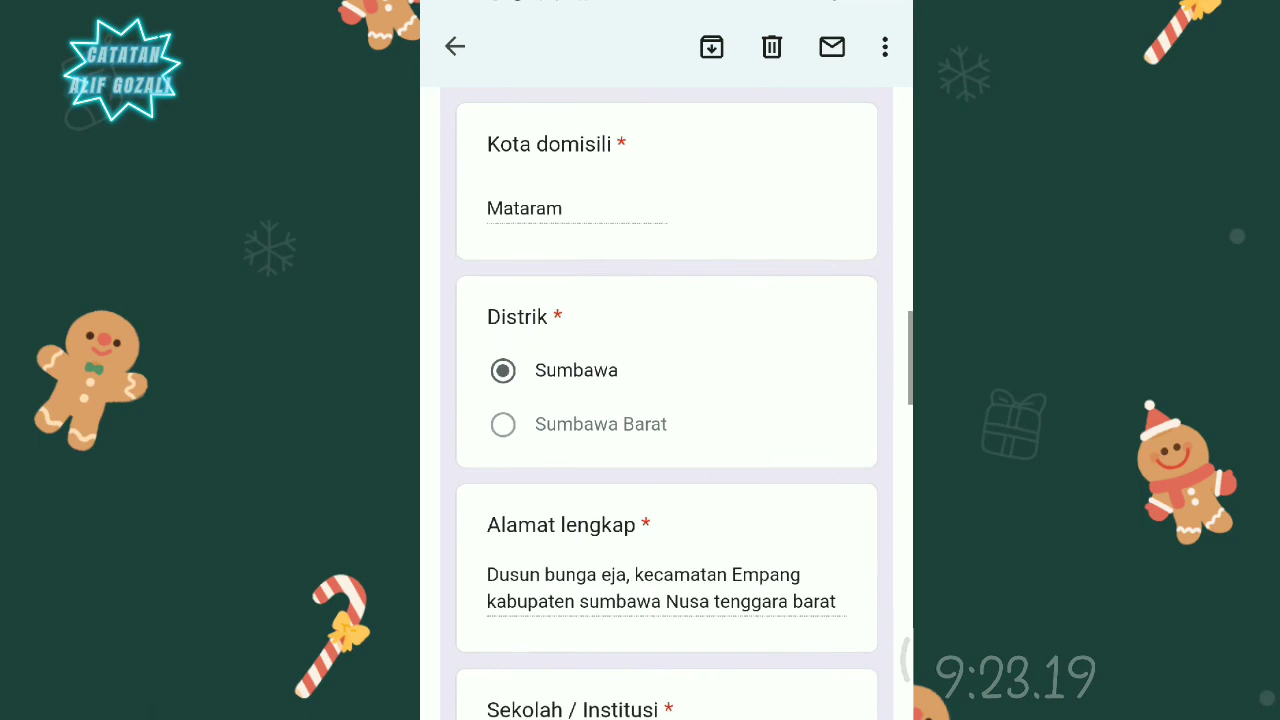 CATATAN
ALIF GOZALI
Kota domisili *
Mataram
Distrik *
Sumbawa
Sumbawa Barat
Alamat lengkap *
Dusun bunga eja, kecamatan Empang
kabupaten sumbawa Nusa tenggara barat
Sekolah / Institusi *
9:23.19